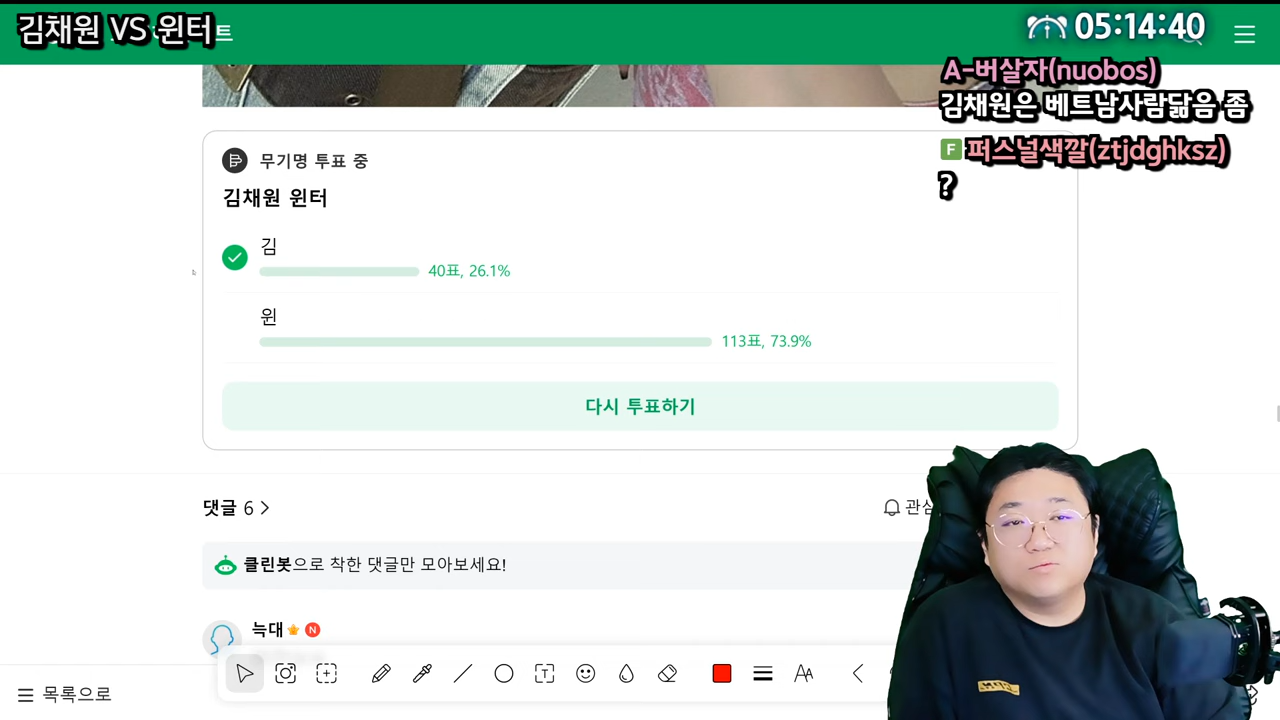 김채원 VS 윈터
트
05:14:40
A-버살자(nuobos)
김채원은 베트남사람닮음 좀
F 퍼스널색깔(ztjdghksz)
?
무기명 투표 중
김채원 윈터
김
40표, 26.1%
윈
113표, 73.9%
다시 투표하기
댓글 6
관심
클린봇으로 착한 댓글만 모아보세요!
늑대 N
목록으로